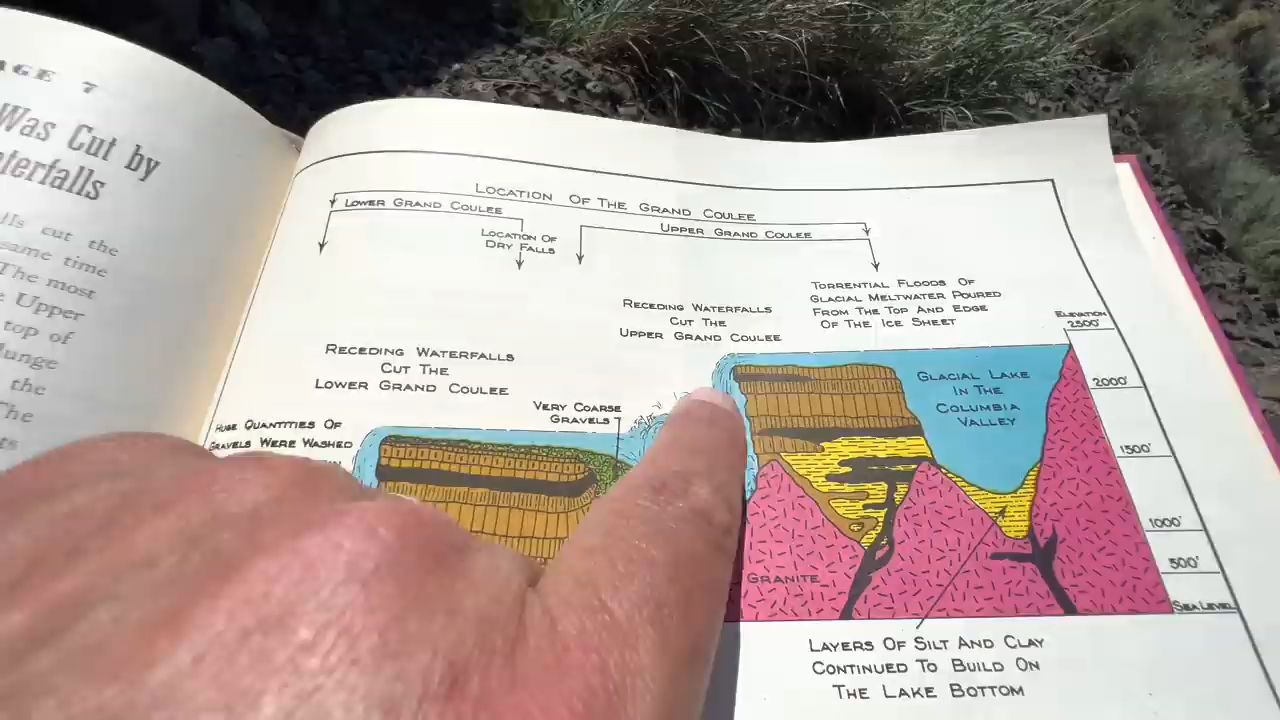 AGE 7
Was Cut by
terfalls
lls cut the
same time
The most
Upper
top of
lunge
the
The
LOCATION OF THE GRAND COULEE
LOWER GRAND COULEE
LOCATION OF
DRY FALLS
UPPER GRAND COULEE
TORRENTIAL FLOODS OF
GLACIAL MELTWATER POURED
FROM THE TOP AND EDGE
OF THE ICE SHEET
RECEDING WATERFALLS
CUT THE
UPPER GRAND COULEE
RECEDING WATERFALLS
CUT THE
LOWER GRAND COULEE
VERY COARSE
GRAVELS
HUGE QUANTITIES OF
GRAVELS WERE WASHED
GLACIAL LAKE
IN THE
COLUMBIA
VALLEY
ELEVATION
2500'
2000'
1500'
1000'
500'
SEA LEVEL
GRANITE
LAYERS OF SILT AND CLAY
CONTINUED TO BUILD ON
THE LAKE BOTTOM